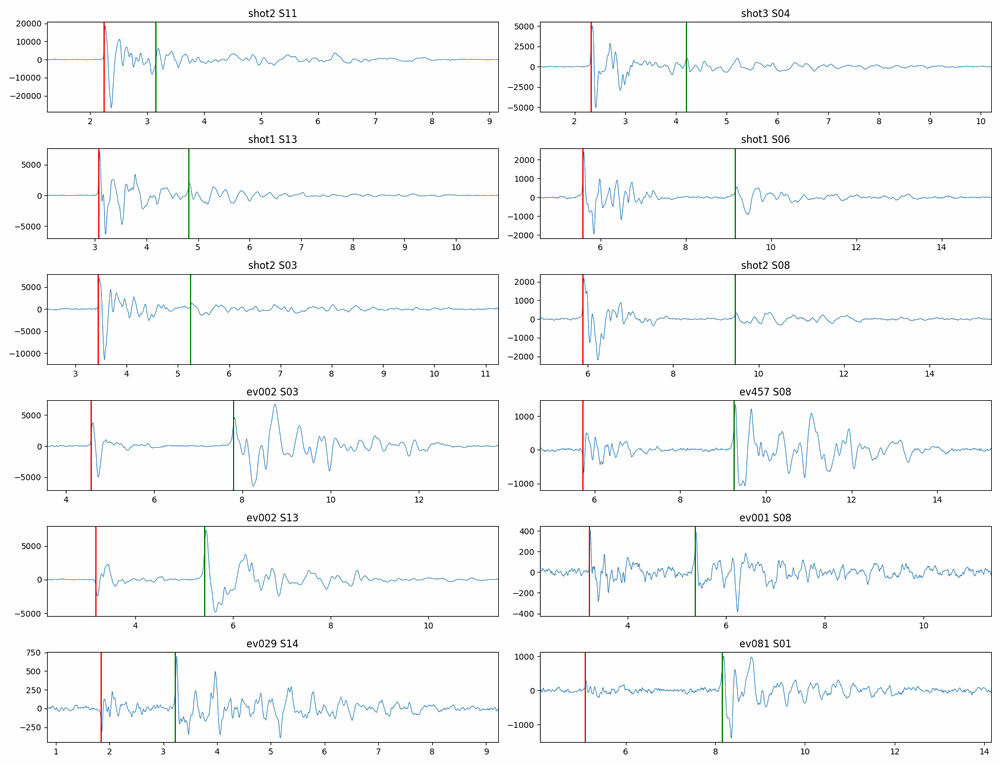 shot2 S11
20000
10000
0
−10000
−20000
2 3 4 5 6 7 8 9
shot3 S04
5000
2500
0
−2500
−5000
2 3 4 5 6 7 8 9 10
shot1 S13
5000
0
−5000
3 4 5 6 7 8 9 10
shot1 S06
2000
1000
0
−1000
−2000
6 8 10 12 14
shot2 S03
5000
0
−5000
−10000
3 4 5 6 7 8 9 10 11
shot2 S08
2000
1000
0
−1000
−2000
6 8 10 12 14
ev002 S03
5000
0
−5000
4 6 8 10 12
ev457 S08
1000
0
−1000
6 8 10 12 14
ev002 S13
5000
0
−5000
4 6 8 10
ev001 S08
400
200
0
−200
−400
4 6 8 10
ev029 S14
750
500
250
0
−250
1 2 3 4 5 6 7 8 9
ev081 S01
1000
0
−1000
6 8 10 12 14